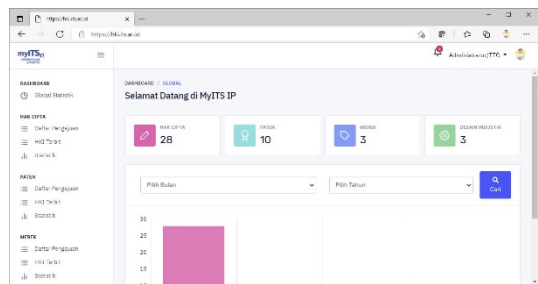 https://hki.its.ac.id
https://hki.its.ac.id
myITS
Administrator/TTO
DASHBOARD
Global Statistik
HAK CIPTA
Daftar Pengajuan
HKI Terbit
Statistik
PATEN
Daftar Pengajuan
HKI Terbit
Statistik
MEREK
Daftar Pengajuan
HKI Terbit
Statistik
DASHBOARD / GLOBAL
Selamat Datang di MyITS IP
HAK CIPTA
28
PATEN
10
MEREK
3
DESAIN INDUSTRI
3
Pilih Bulan
Pilih Tahun
Cari
30
25
20
15
10